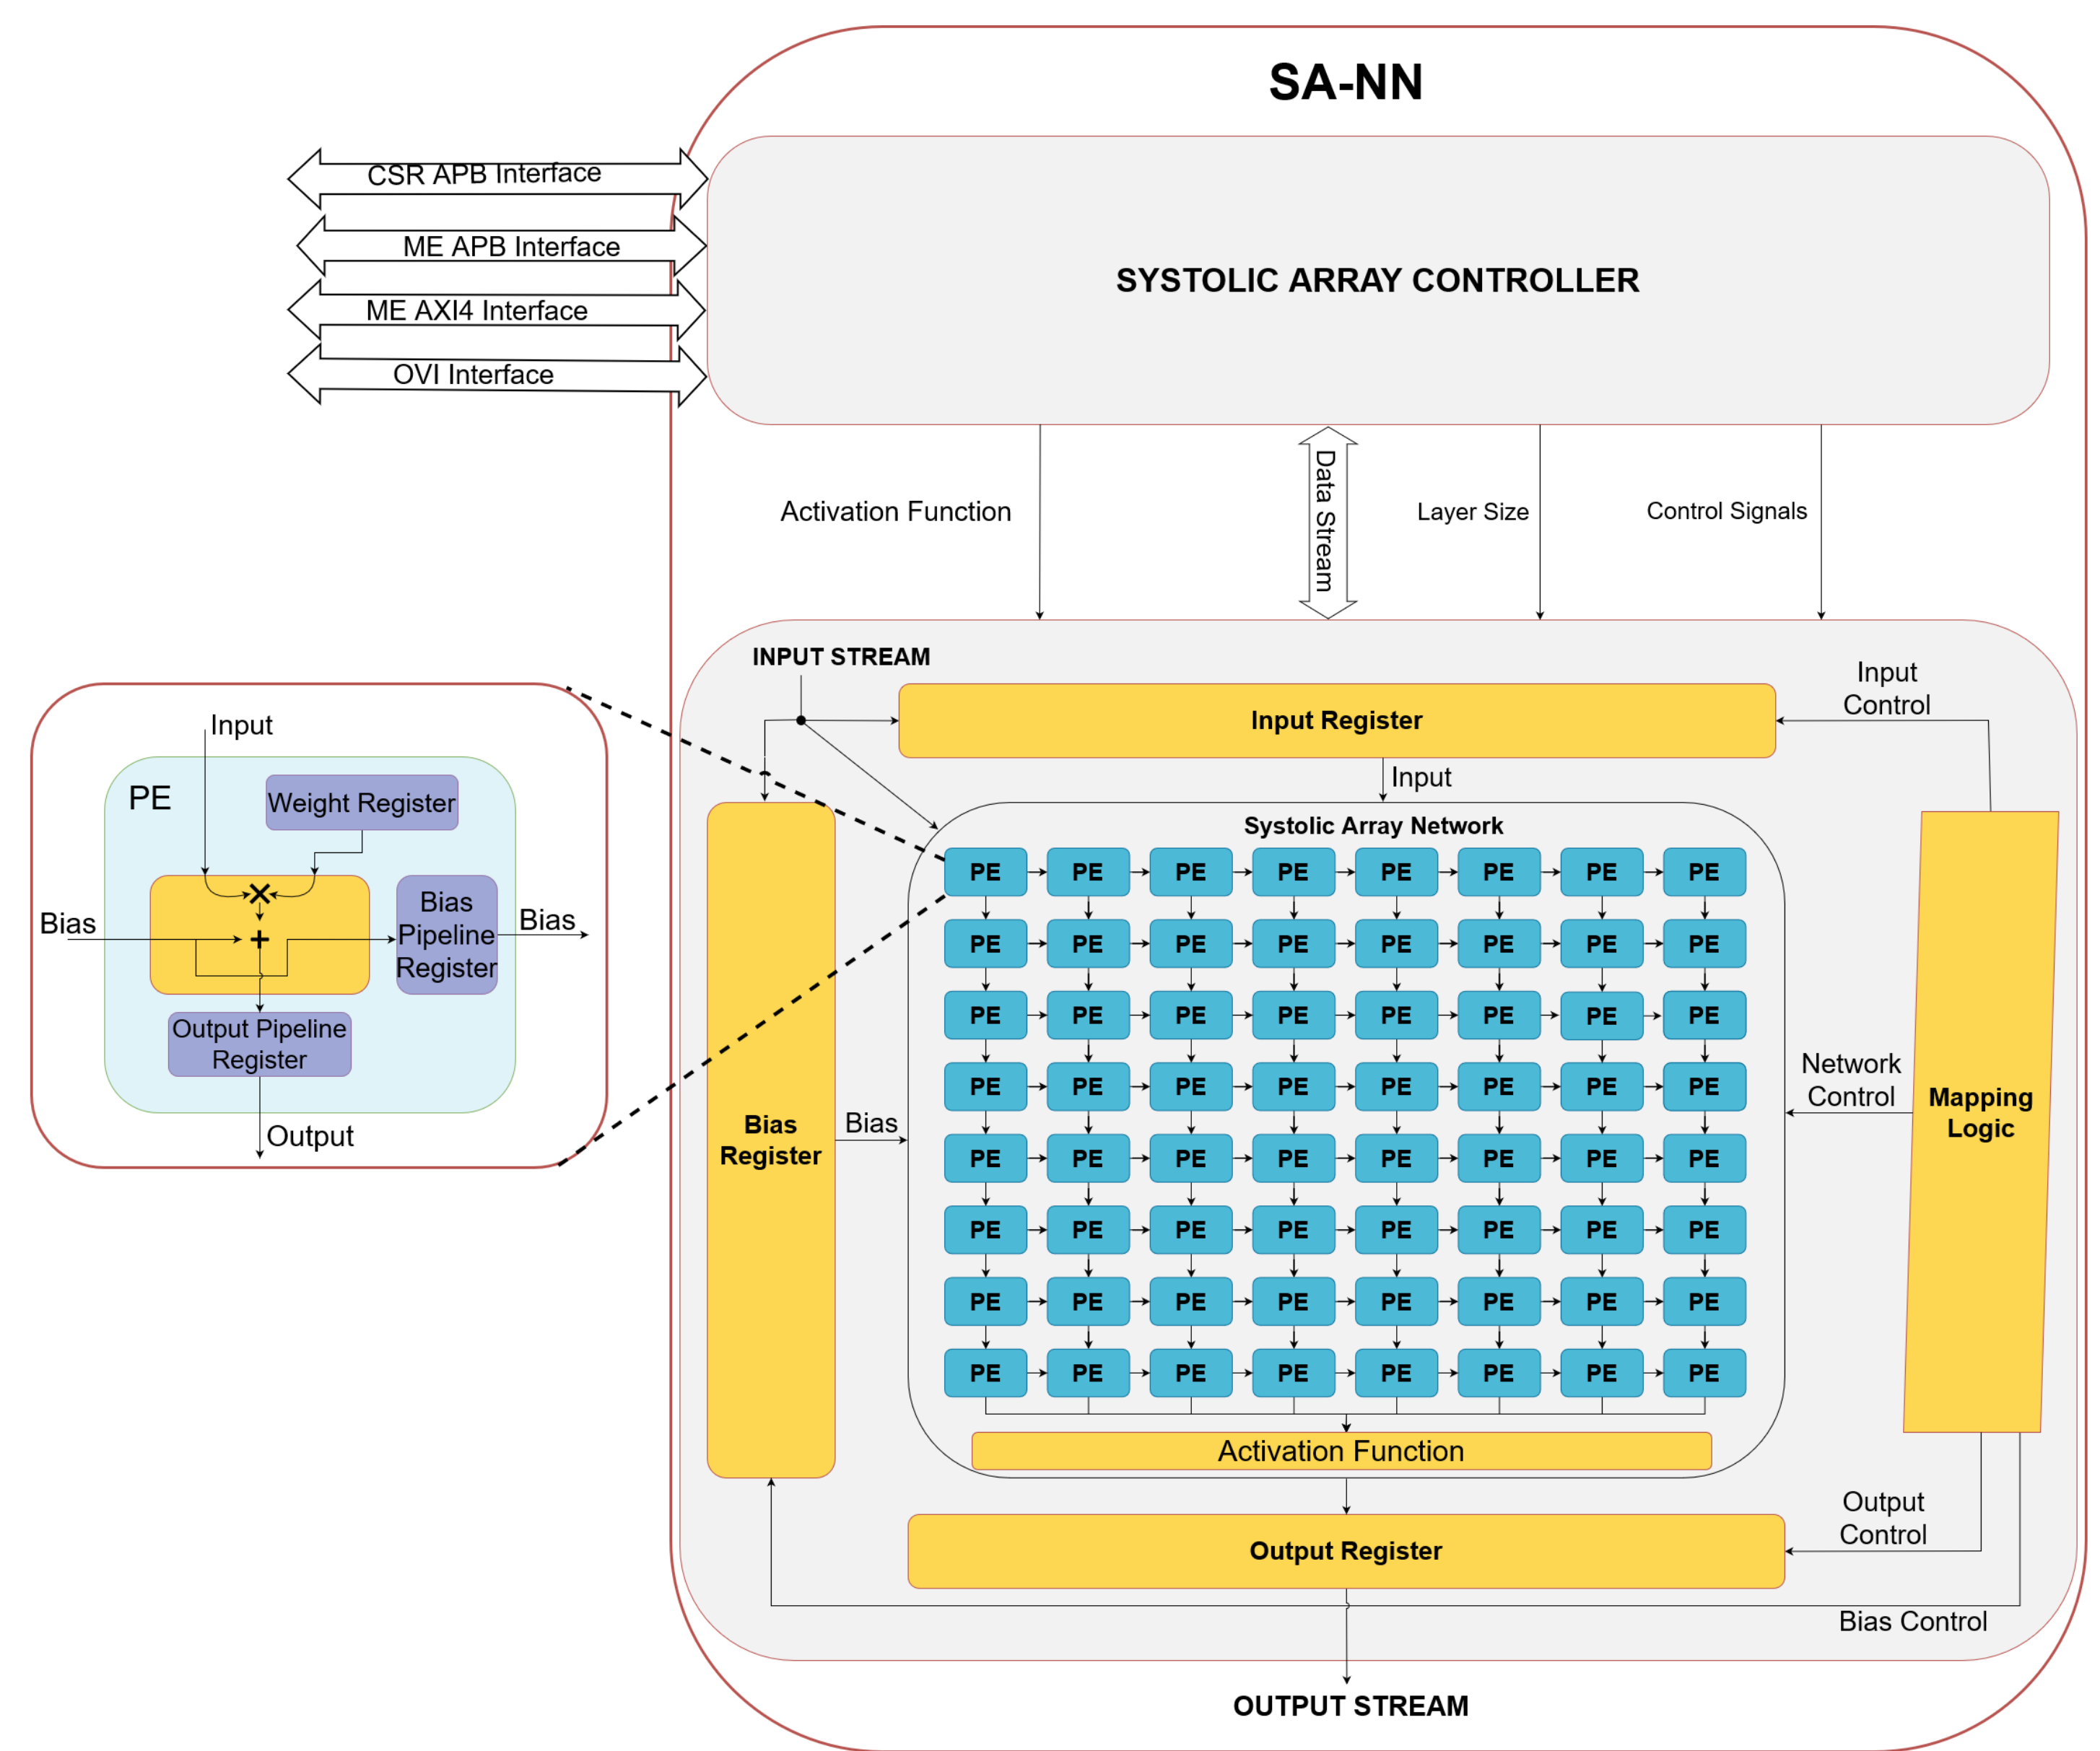 SA-NN
CSR APB Interface
ME APB Interface
ME AXI4 Interface
OVI Interface
SYSTOLIC ARRAY CONTROLLER
Activation Function
Data Stream
Layer Size
Control Signals
INPUT STREAM
Input Register
Input
Control
Input
Systolic Array Network
PE PE PE PE PE PE PE PE
PE PE PE PE PE PE PE PE
PE PE PE PE PE PE PE PE
PE PE PE PE PE PE PE PE
PE PE PE PE PE PE PE PE
PE PE PE PE PE PE PE PE
PE PE PE PE PE PE PE PE
PE PE PE PE PE PE PE PE
Activation Function
Bias
Register
Bias
Network
Control
Mapping
Logic
Output
Control
Output Register
Bias Control
OUTPUT STREAM
Input
PE
Weight Register
Bias
×
+
Bias
Pipeline
Register
Bias
Output Pipeline
Register
Output